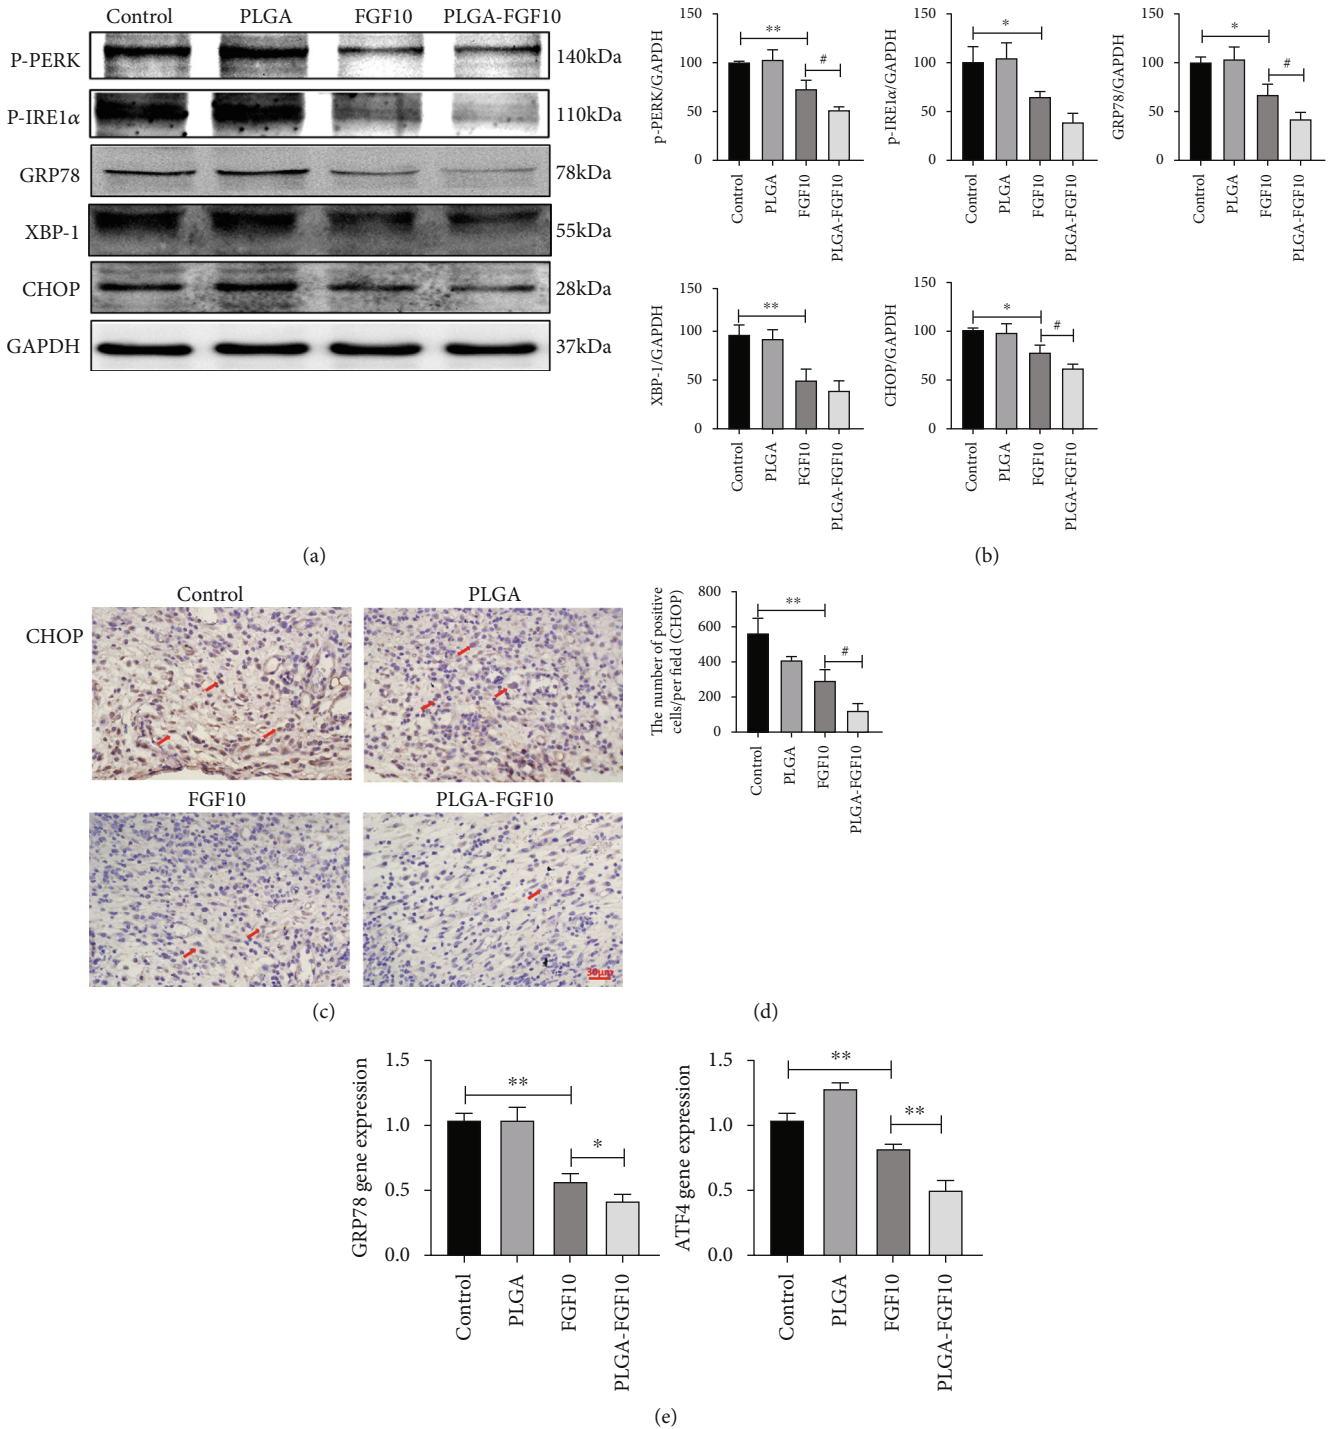 Control PLGA FGF10 PLGA-FGF10
P-PERK 140kDa
P-IRE1α 110kDa
GRP78 78kDa
XBP-1 55kDa
CHOP 28kDa
GAPDH 37kDa
(a)
p-PERK/GAPDH
150
100
50
0
**
#
Control
PLGA
FGF10
PLGA-FGF10
p-IRE1α/GAPDH
150
100
50
0
*
Control
PLGA
FGF10
PLGA-FGF10
GRP78/GAPDH
150
100
50
0
*
#
Control
PLGA
FGF10
PLGA-FGF10
XBP-1/GAPDH
150
100
50
0
**
Control
PLGA
FGF10
PLGA-FGF10
CHOP/GAPDH
150
100
50
0
*
#
Control
PLGA
FGF10
PLGA-FGF10
(b)
Control PLGA
CHOP
FGF10 PLGA-FGF10
30μm
(c)
The number of positive
cells/per field (CHOP)
800
600
400
200
0
**
#
Control
PLGA
FGF10
PLGA-FGF10
(d)
GRP78 gene expression
1.5
1.0
0.5
0.0
**
*
Control
PLGA
FGF10
PLGA-FGF10
ATF4 gene expression
1.5
1.0
0.5
0.0
**
**
Control
PLGA
FGF10
PLGA-FGF10
(e)